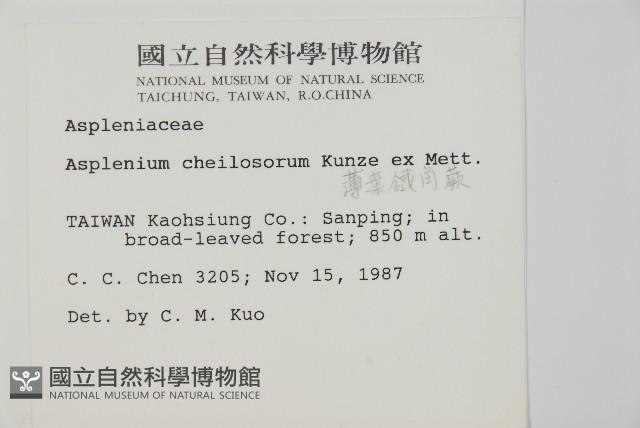 國立自然科學博物館
NATIONAL MUSEUM OF NATURAL SCIENCE
TAICHUNG, TAIWAN, R.O.CHINA
Aspleniaceae
Asplenium cheilosorum Kunze ex Mett.
薄葉鐵角蕨
TAIWAN Kaohsiung Co.: Sanping; in
broad-leaved forest; 850 m alt.
C. C. Chen 3205; Nov 15, 1987
Det. by C. M. Kuo
國立自然科學博物館
NATIONAL MUSEUM OF NATURAL SCIENCE